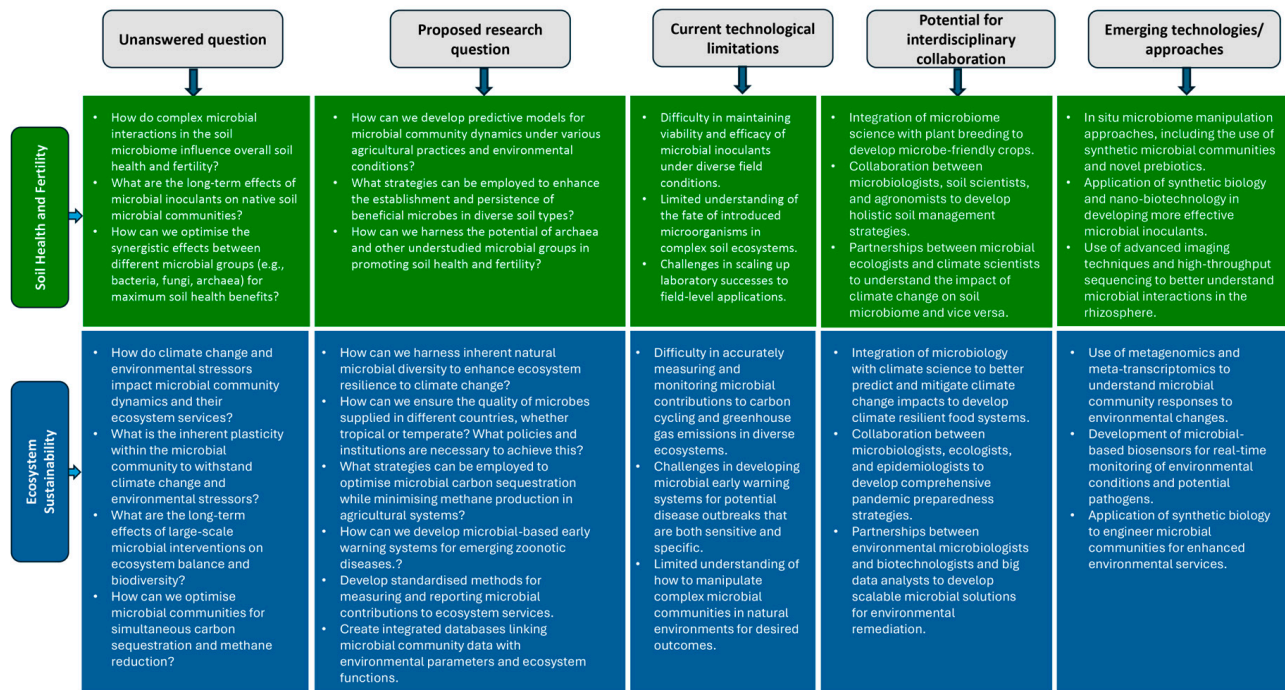 Unanswered question
Proposed research
question
Current technological
limitations
Potential for
interdisciplinary
collaboration
Emerging technologies/
approaches
Soil Health and Fertility
• How do complex microbial
interactions in the soil
microbiome influence overall soil
health and fertility?
• What are the long-term effects of
microbial inoculants on native soil
microbial communities?
• How can we optimise the
synergistic effects between
different microbial groups (e.g.,
bacteria, fungi, archaea) for
maximum soil health benefits?
• How can we develop predictive models for
microbial community dynamics under various
agricultural practices and environmental
conditions?
• What strategies can be employed to enhance
the establishment and persistence of
beneficial microbes in diverse soil types?
• How can we harness the potential of archaea
and other understudied microbial groups in
promoting soil health and fertility?
• Difficulty in maintaining
viability and efficacy of
microbial inoculants
under diverse field
conditions.
• Limited understanding of
the fate of introduced
microorganisms in
complex soil ecosystems.
• Challenges in scaling up
laboratory successes to
field-level applications.
• Integration of microbiome
science with plant breeding to
develop microbe-friendly crops.
• Collaboration between
microbiologists, soil scientists,
and agronomists to develop
holistic soil management
strategies.
• Partnerships between microbial
ecologists and climate scientists
to understand the impact of
climate change on soil
microbiome and vice versa.
• In situ microbiome manipulation
approaches, including the use of
synthetic microbial communities
and novel prebiotics.
• Application of synthetic biology
and nano-biotechnology in
developing more effective
microbial inoculants.
• Use of advanced imaging
techniques and high-throughput
sequencing to better understand
microbial interactions in the
rhizosphere.
Ecosystem
Sustainability
• How do climate change and
environmental stressors
impact microbial community
dynamics and their
ecosystem services?
• What is the inherent plasticity
within the microbial
community to withstand
climate change and
environmental stressors?
• What are the long-term
effects of large-scale
microbial interventions on
ecosystem balance and
biodiversity?
• How can we optimise
microbial communities for
simultaneous carbon
sequestration and methane
reduction?
• How can we harness inherent natural
microbial diversity to enhance ecosystem
resilience to climate change?
• How can we ensure the quality of microbes
supplied in different countries, whether
tropical or temperate? What policies and
institutions are necessary to achieve this?
• What strategies can be employed to
optimise microbial carbon sequestration
while minimising methane production in
agricultural systems?
• How can we develop microbial-based early
warning systems for emerging zoonotic
diseases.?
• Develop standardised methods for
measuring and reporting microbial
contributions to ecosystem services.
• Create integrated databases linking
microbial community data with
environmental parameters and ecosystem
functions.
• Difficulty in accurately
measuring and
monitoring microbial
contributions to carbon
cycling and greenhouse
gas emissions in diverse
ecosystems.
• Challenges in developing
microbial early warning
systems for potential
disease outbreaks that
are both sensitive and
specific.
• Limited understanding of
how to manipulate
complex microbial
communities in natural
environments for desired
outcomes.
• Integration of microbiology
with climate science to better
predict and mitigate climate
change impacts to develop
climate resilient food systems.
• Collaboration between
microbiologists, ecologists,
and epidemiologists to
develop comprehensive
pandemic preparedness
strategies.
• Partnerships between
environmental microbiologists
and biotechnologists and big
data analysts to develop
scalable microbial solutions
for environmental
remediation.
• Use of metagenomics and
meta-transcriptomics to
understand microbial
community responses to
environmental changes.
• Development of microbial-
based biosensors for real-time
monitoring of environmental
conditions and potential
pathogens.
• Application of synthetic biology
to engineer microbial
communities for enhanced
environmental services.